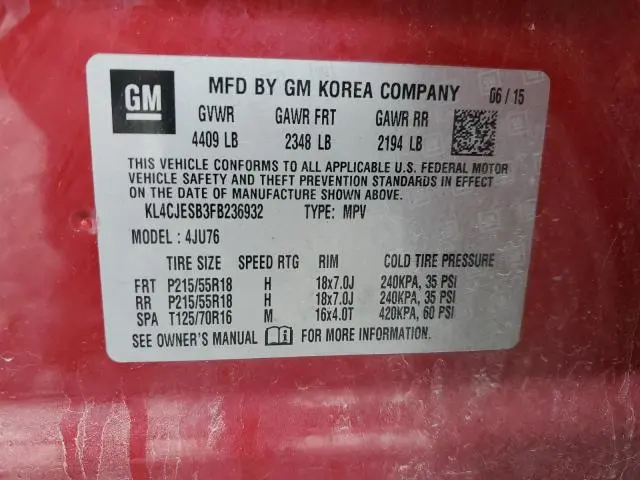 GM MFD BY GM KOREA COMPANY 06/15
GVWR GAWR FRT GAWR RR
4409 LB 2348 LB 2194 LB
THIS VEHICLE CONFORMS TO ALL APPLICABLE U.S. FEDERAL MOTOR
VEHICLE SAFETY AND THEFT PREVENTION STANDARDS IN EFFECT
ON THE DATE OF MANUFACTURE SHOWN ABOVE.
KL4CJESB3FB236932 TYPE: MPV
MODEL : 4JU76
TIRE SIZE SPEED RTG RIM COLD TIRE PRESSURE
FRT P215/55R18 H 18x7.0J 240KPA, 35 PSI
RR P215/55R18 H 18x7.0J 240KPA, 35 PSI
SPA T125/70R16 M 16x4.0T 420KPA, 60 PSI
SEE OWNER'S MANUAL FOR MORE INFORMATION.